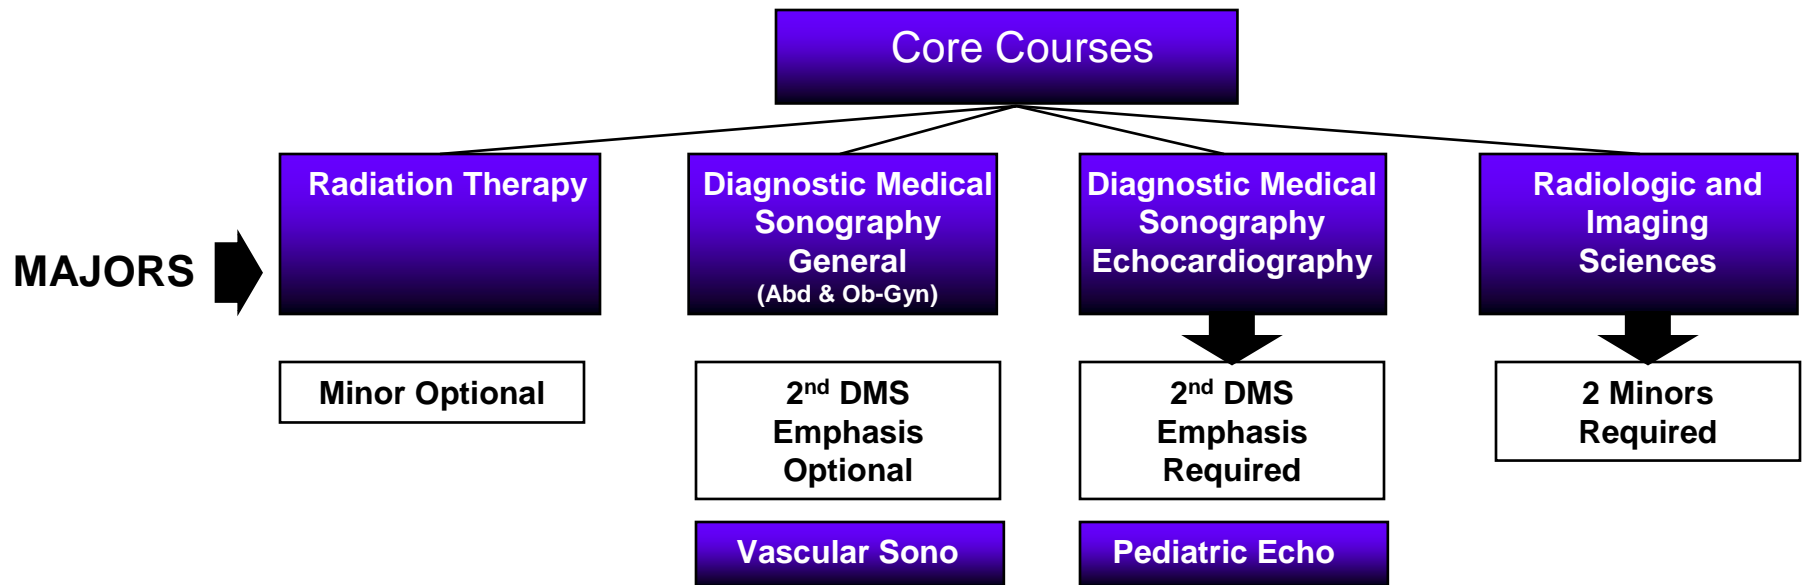 Core Courses
MAJORS
Radiation Therapy
Diagnostic Medical
Sonography
General
(Abd & Ob-Gyn)
Diagnostic Medical
Sonography
Echocardiography
Radiologic and
Imaging
Sciences
Minor Optional
2nd DMS
Emphasis
Optional
2nd DMS
Emphasis
Required
2 Minors
Required
Vascular Sono
Pediatric Echo